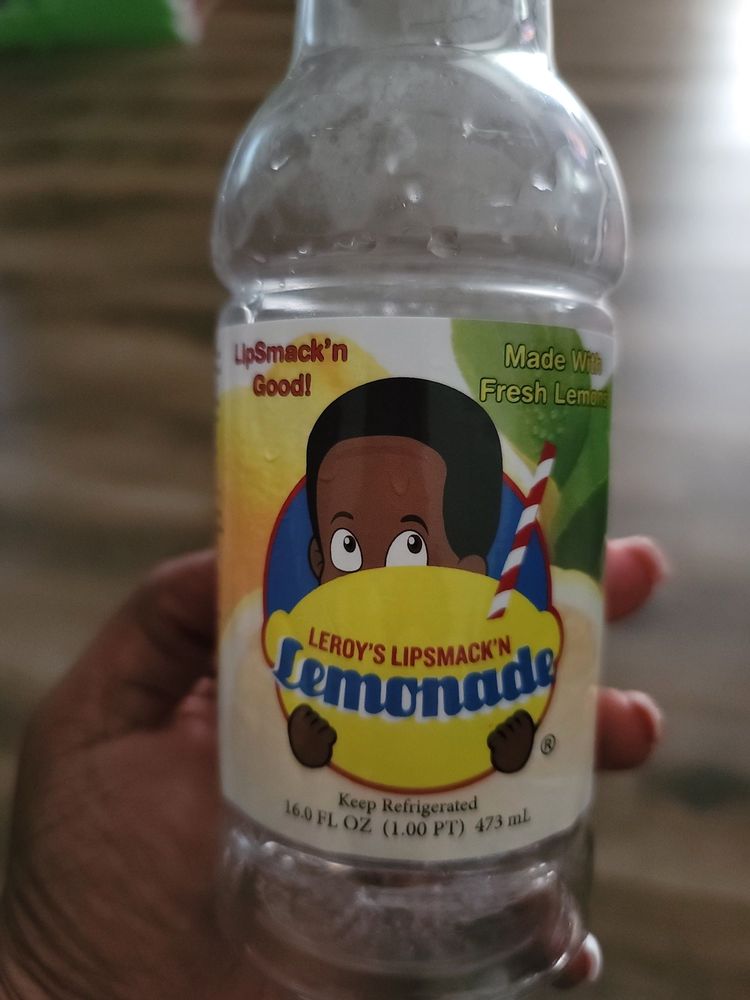 LipSmack'n
Good!
Made With
Fresh Lemons
LEROY'S LIPSMACK'N
Lemonade
®
Keep Refrigerated
16.0 FL OZ (1.00 PT) 473 mL